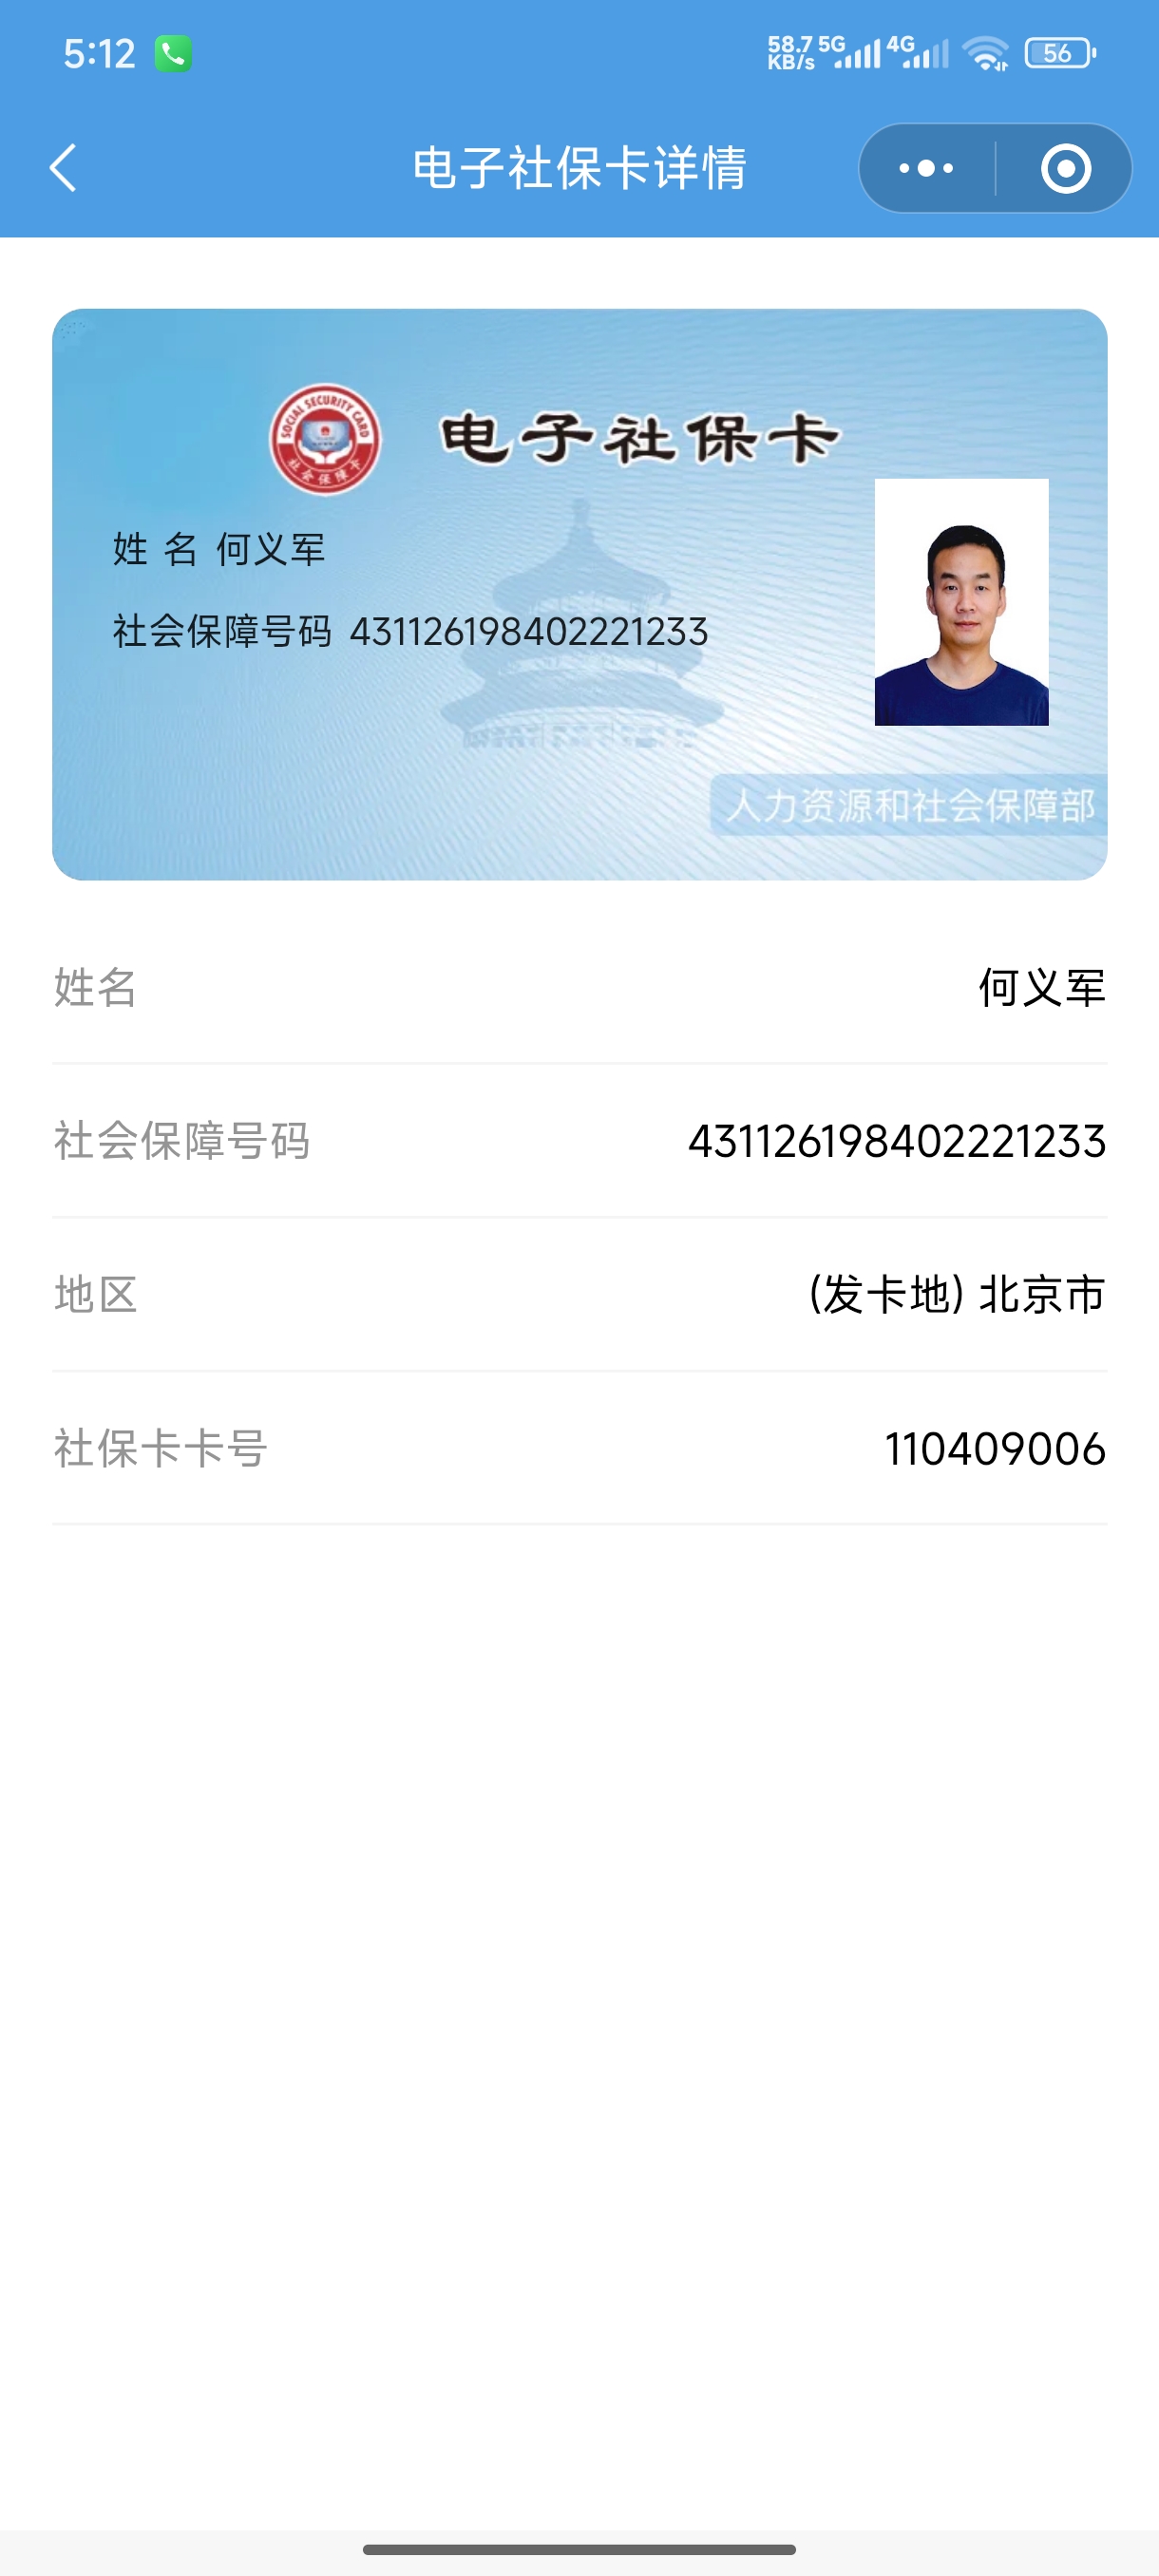 5:12
58.7 KB/s 5G 4G 56
电子社保卡详情
SOCIAL SECURITY CARD
社会保障卡
电子社保卡
姓 名 何义军
社会保障号码 431126198402221233
人力资源和社会保障部
姓名 何义军
社会保障号码 431126198402221233
地区 (发卡地) 北京市
社保卡卡号 110409006